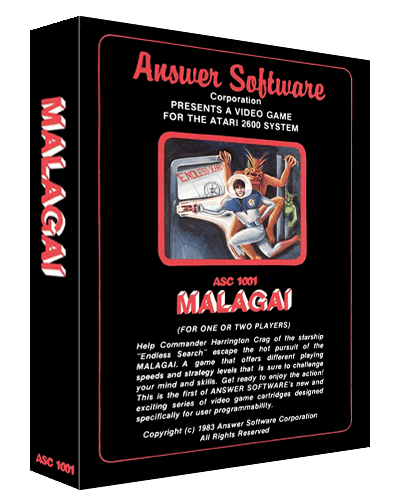 MALAGAI
ASC 1001
Answer Software
Corporation
PRESENTS A VIDEO GAME
FOR THE ATARI 2600 SYSTEM
ENDLESS
ASC 1001
MALAGAI
(FOR ONE OR TWO PLAYERS)
Help Commander Harrington Crag of the starship
"Endless Search" escape the hot pursuit of the
MALAGAI. A game that offers different playing
speeds and strategy levels that is sure to challenge
your mind and skills. Get ready to enjoy the action!
This is the first of ANSWER SOFTWARE's new and
exciting series of video game cartridges designed
specifically for user programmability.
Copyright (c) 1983 Answer Software Corporation
All Rights Reserved